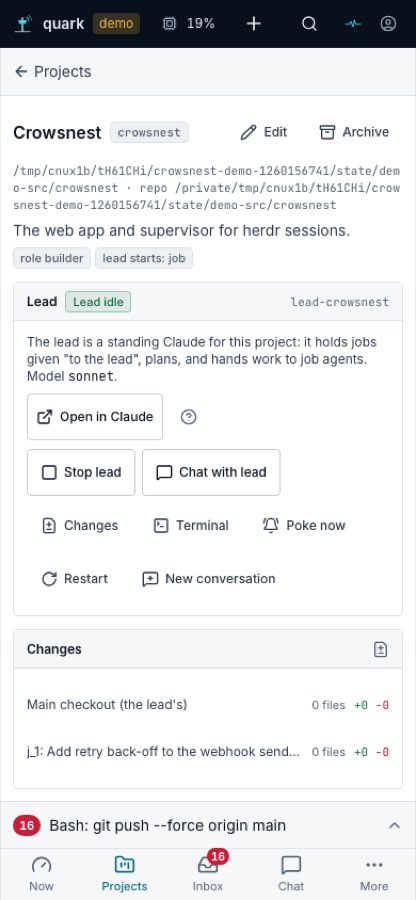 quark demo 19%
Projects
Crowsnest crowsnest Edit Archive
/tmp/cnux1b/tH61CHi/crowsnest-demo-1260156741/state/dem
o-src/crowsnest · repo /private/tmp/cnux1b/tH61CHi/crow
snest-demo-1260156741/state/demo-src/crowsnest
The web app and supervisor for herdr sessions.
role builder lead starts: job
Lead Lead idle lead-crowsnest
The lead is a standing Claude for this project: it holds jobs
given "to the lead", plans, and hands work to job agents.
Model sonnet.
Open in Claude
Stop lead Chat with lead
Changes Terminal Poke now
Restart New conversation
Changes
Main checkout (the lead's) 0 files +0 -0
j_1: Add retry back-off to the webhook send... 0 files +0 -0
16 Bash: git push --force origin main
16
Now Projects Inbox Chat More